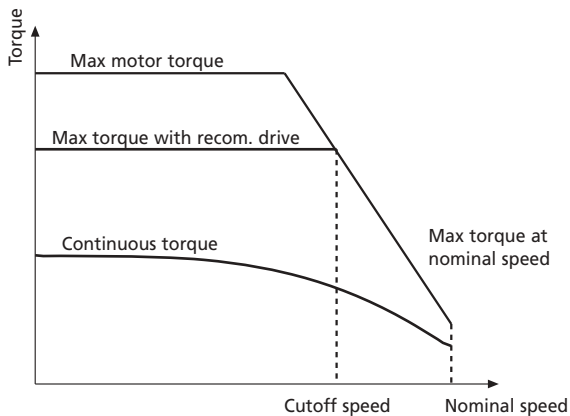 Torque
Max motor torque
Max torque with recom. drive
Continuous torque
Max torque at
nominal speed
Cutoff speed
Nominal speed